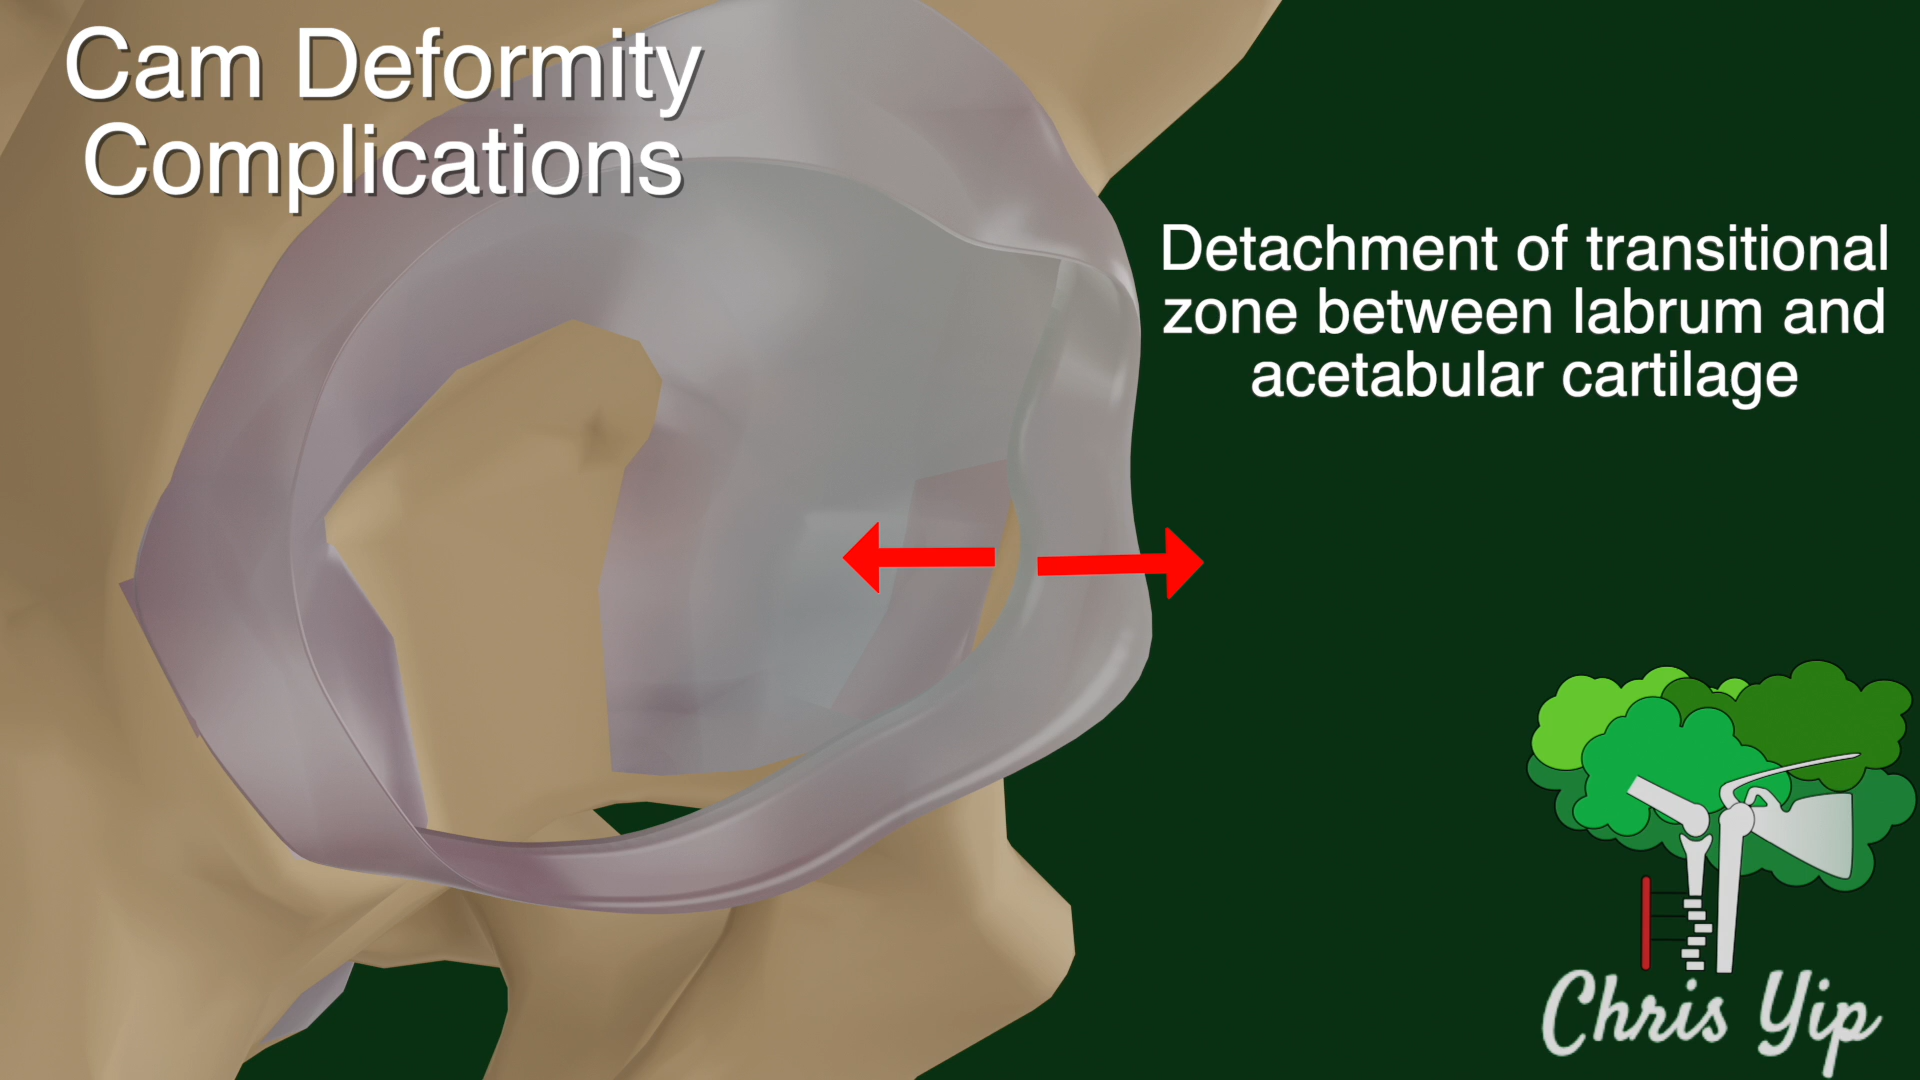 Cam Deformity
Complications
Detachment of transitional
zone between labrum and
acetabular cartilage
Chris Yip